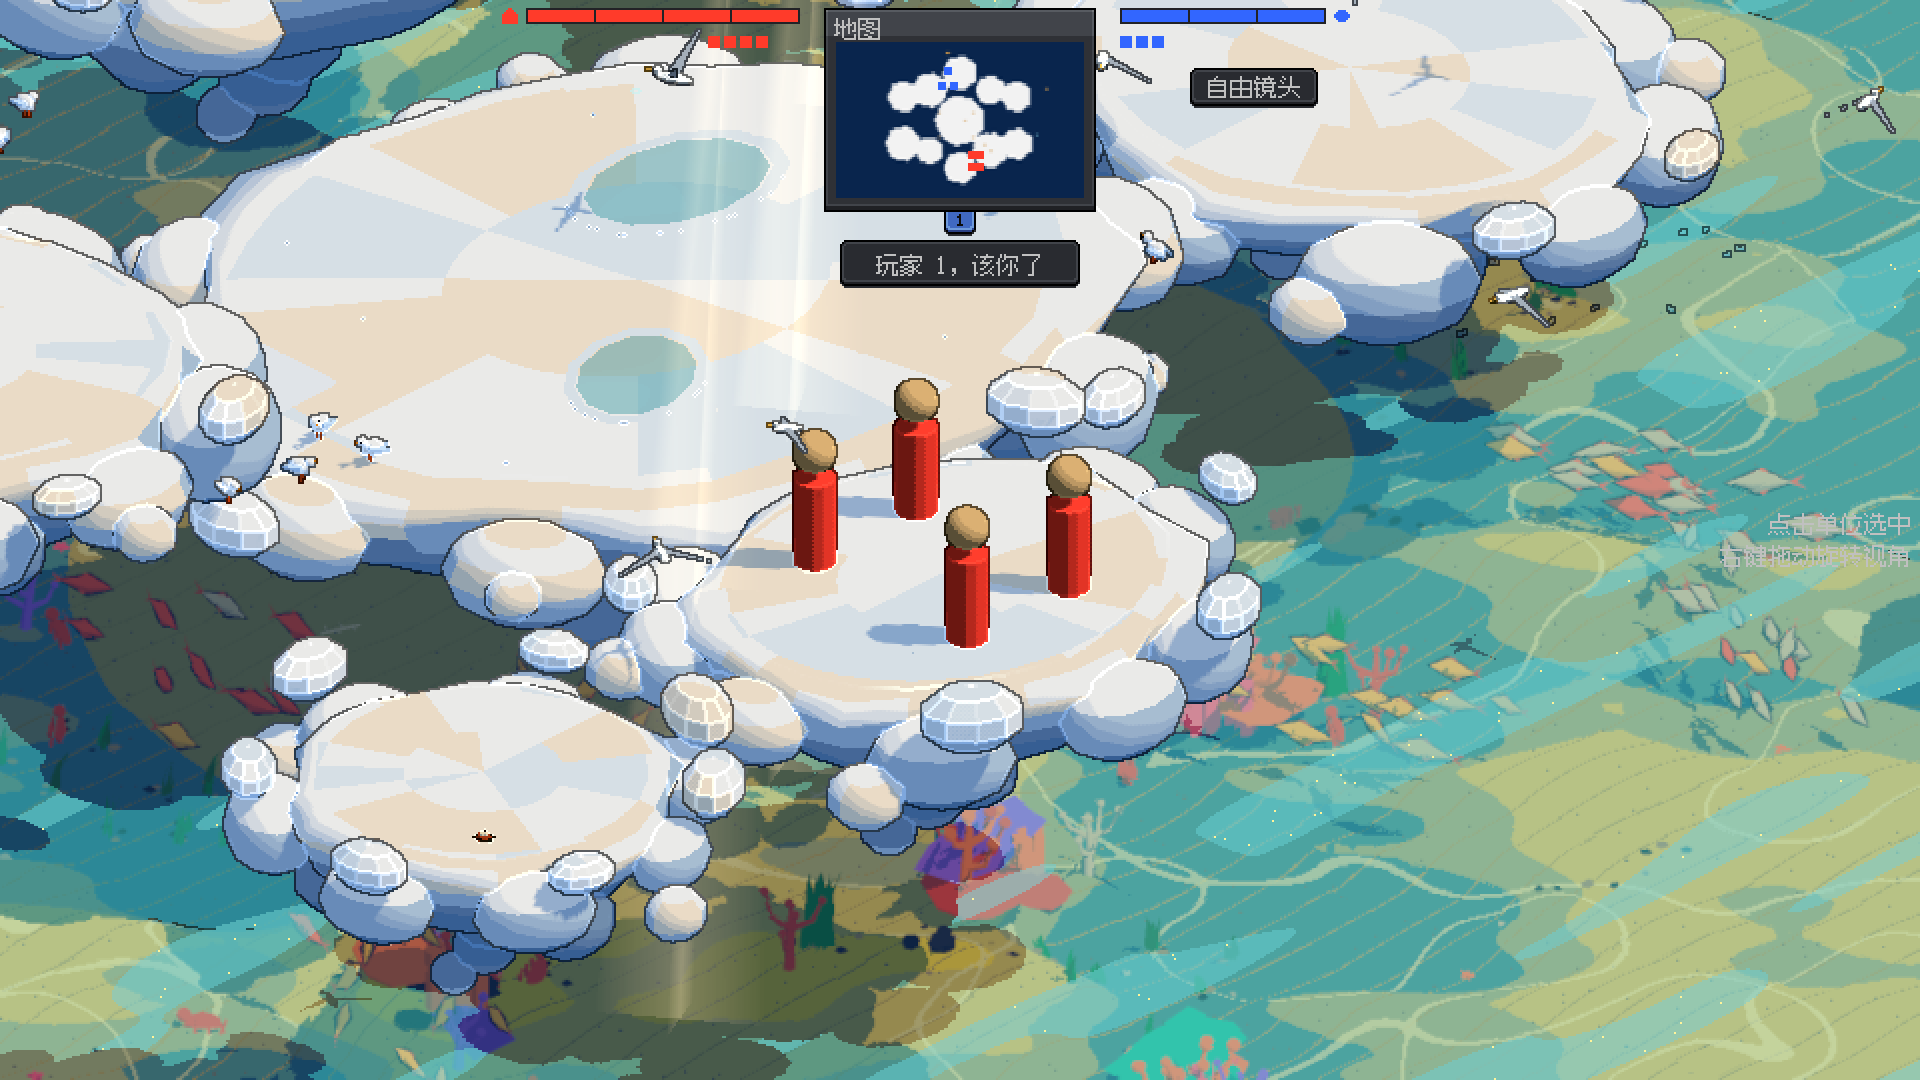 地图
自由镜头
1
玩家 1，该你了
点击单位选中
右键拖动旋转视角